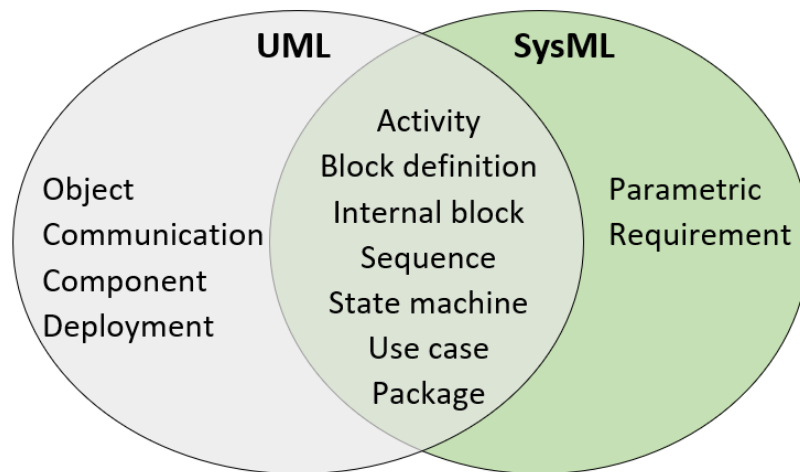 UML
SysML
Object
Communication
Component
Deployment
Activity
Block definition
Internal block
Sequence
State machine
Use case
Package
Parametric
Requirement